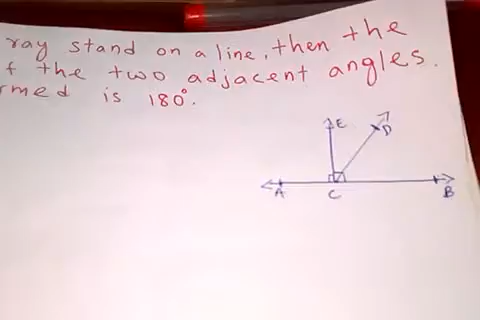 ray stand on a line, then the
f the two adjacent angles.
rmed is 180°.
E
D
A
C
B